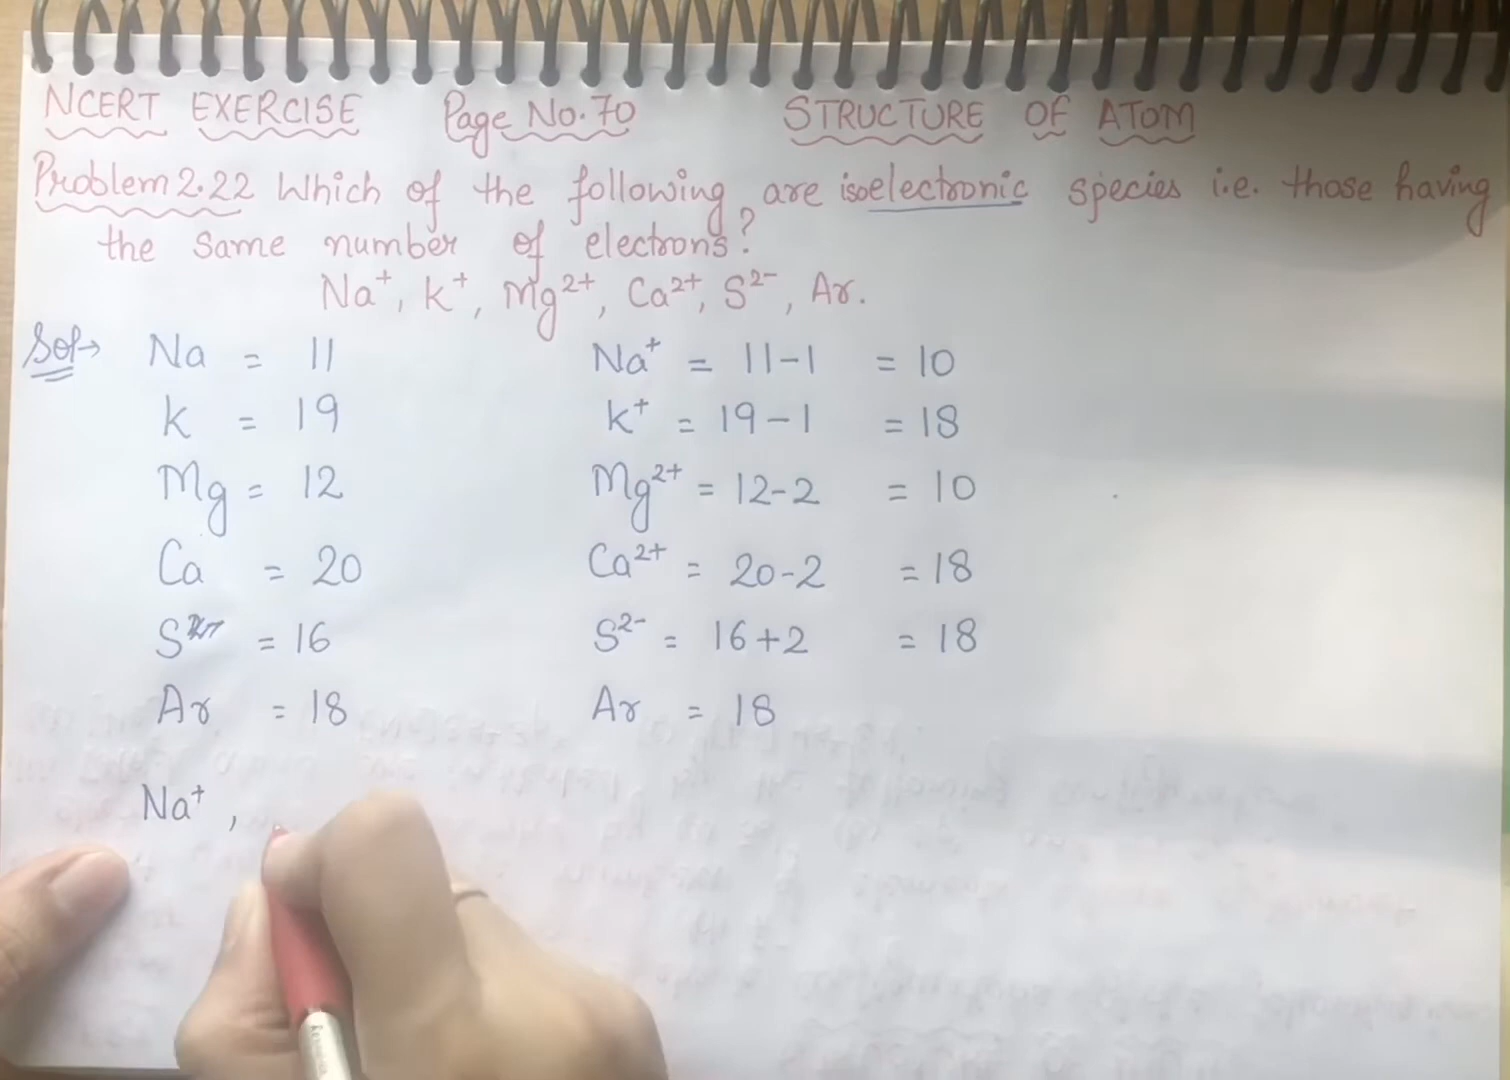 NCERT EXERCISE Page No.70 STRUCTURE OF ATOM
Problem 2.22 Which of the following are isoelectronic species i.e. those having
the same number of electrons?
Na⁺, K⁺, Mg²⁺, Ca²⁺, S²⁻, Ar.
Sol→ Na = 11 Na⁺ = 11-1 = 10
K = 19 K⁺ = 19-1 = 18
Mg = 12 Mg²⁺ = 12-2 = 10
Ca = 20 Ca²⁺ = 20-2 = 18
S = 16 S²⁻ = 16+2 = 18
Ar = 18 Ar = 18
Na⁺ ,